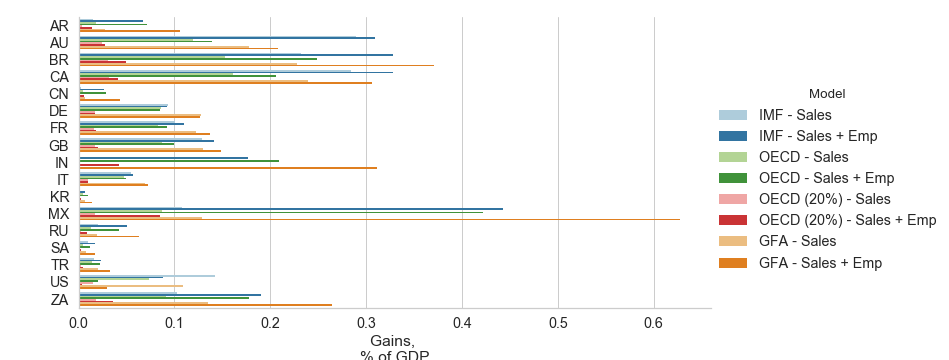 AR
AU
BR
CA
CN
DE
FR
GB
IN
IT
KR
MX
RU
SA
TR
US
ZA
0.0 0.1 0.2 0.3 0.4 0.5 0.6
Gains,
% of GDP
Model
IMF - Sales
IMF - Sales + Emp
OECD - Sales
OECD - Sales + Emp
OECD (20%) - Sales
OECD (20%) - Sales + Emp
GFA - Sales
GFA - Sales + Emp